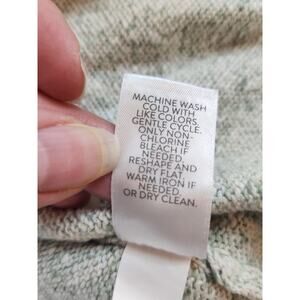 MACHINE WASH
COLD WITH
LIKE COLORS.
GENTLE CYCLE.
ONLY NON-
CHLORINE
BLEACH IF
NEEDED.
RESHAPE AND
DRY FLAT.
WARM IRON IF
NEEDED.
OR DRY CLEAN.